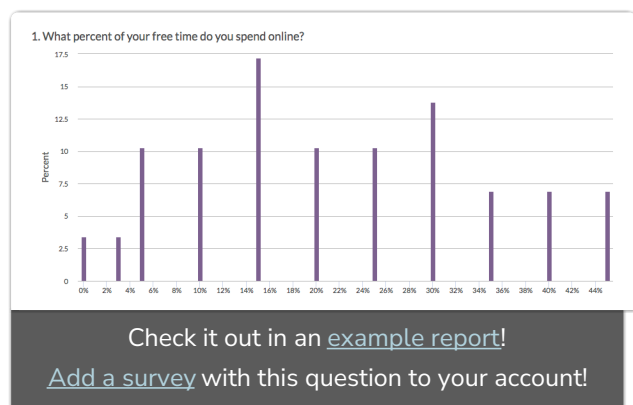 1. What percent of your free time do you spend online?
17.5
15
12.5
10
7.5
5
2.5
0
Percent
0% 2% 4% 6% 8% 10% 12% 14% 16% 18% 20% 22% 24% 26% 28% 30% 32% 34% 36% 38% 40% 42% 44%
Check it out in an example report!
Add a survey with this question to your account!